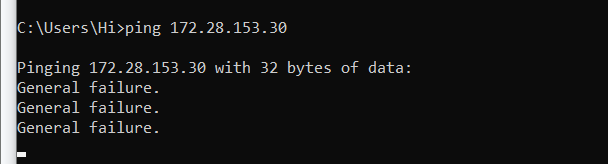 C:\Users\Hi>ping 172.28.153.30
Pinging 172.28.153.30 with 32 bytes of data:
General failure.
General failure.
General failure.